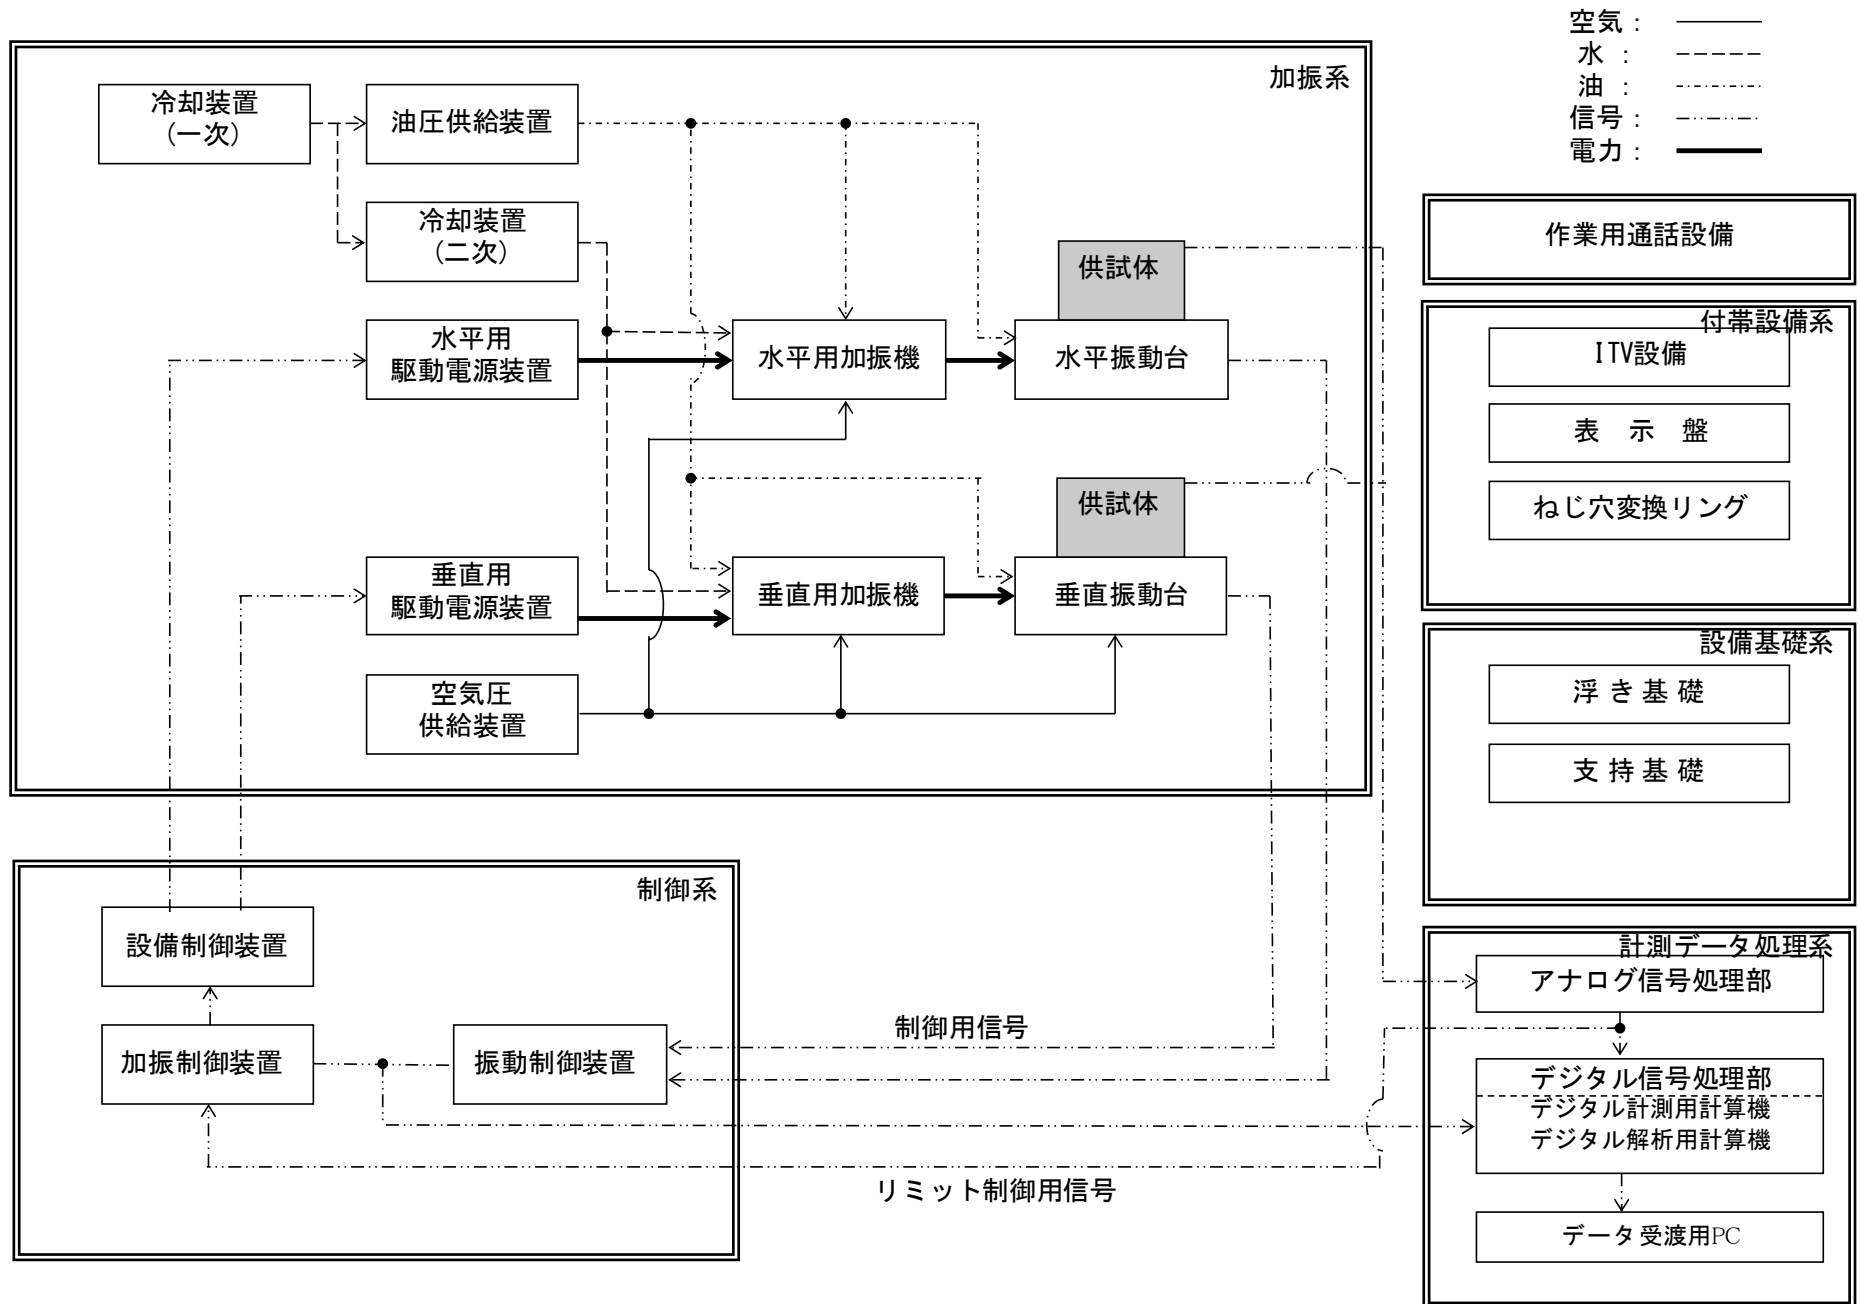 空気：
水 ：
油 ：
信号：
電力：
加振系
冷却装置
(一次)
油圧供給装置
冷却装置
(二次)
水平用
駆動電源装置
水平用加振機
供試体
水平振動台
垂直用
駆動電源装置
垂直用加振機
供試体
垂直振動台
空気圧
供給装置
作業用通話設備
付帯設備系
ITV設備
表 示 盤
ねじ穴変換リング
設備基礎系
浮き基礎
支持基礎
制御系
設備制御装置
加振制御装置
振動制御装置
制御用信号
リミット制御用信号
計測データ処理系
アナログ信号処理部
デジタル信号処理部
デジタル計測用計算機
デジタル解析用計算機
データ受渡用PC